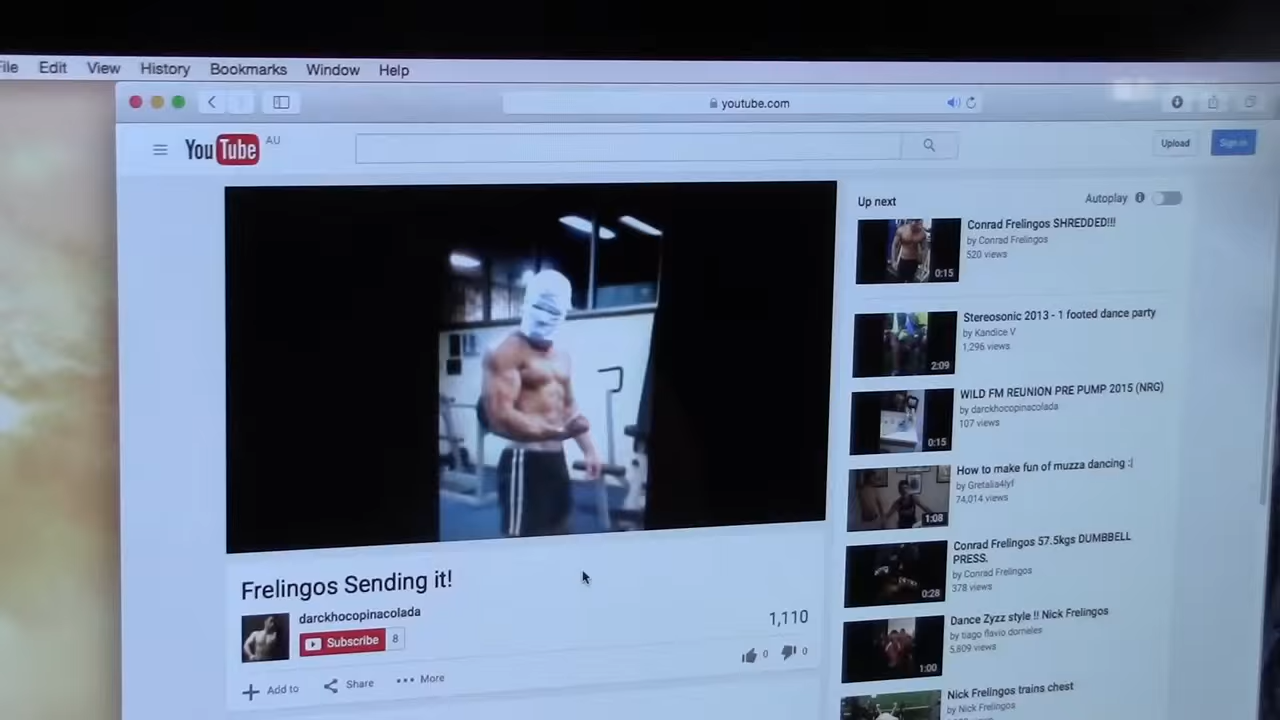 File Edit View History Bookmarks Window Help
youtube.com
YouTube AU
Upload
Sign in
Frelingos Sending it!
darckhocopinacolada
Subscribe 8
1,110
0 0
Add to Share More
Up next
Autoplay
Conrad Frelingos SHREDDED!!!
by Conrad Frelingos
520 views
0:15
Stereosonic 2013 - 1 footed dance party
by Kandice V
1,296 views
2:09
WILD FM REUNION PRE PUMP 2015 (NRG)
by darckhocopinacolada
107 views
0:15
How to make fun of muzza dancing :|
by Gretalia4lyf
74,014 views
1:08
Conrad Frelingos 57.5kgs DUMBBELL
PRESS.
by Conrad Frelingos
378 views
0:28
Dance Zyzz style !! Nick Frelingos
by tiago flavio dorneles
5,809 views
1:00
Nick Frelingos trains chest
by Nick Frelingos